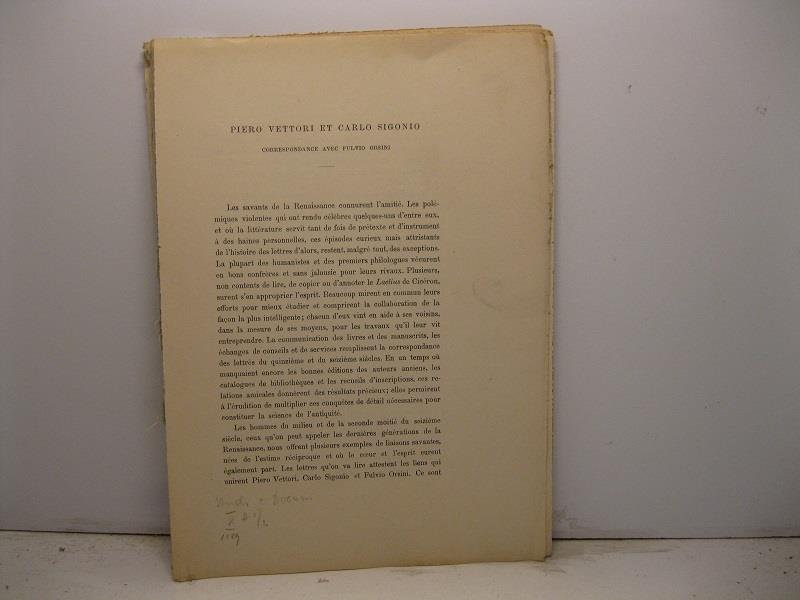 PIERO VETTORI ET CARLO SIGONIO
CORRESPONDANCE AVEC FULVIO ORSINI
Les savants de la Renaissance connurent l'amitié. Les polé-
miques violentes qui ont rendu célèbres quelques-uns d'entre eux,
et où la littérature servit tant de fois de prétexte et d'instrument
à des haines personnelles, ces épisodes curieux mais attristants
de l'histoire des lettres d'alors, restent, malgré tout, des exceptions.
La plupart des humanistes et des premiers philologues vécurent
en bons confrères et sans jalousie pour leurs rivaux. Plusieurs,
non contents de lire, de copier ou d'annoter le Laelius de Cicéron,
surent s'en approprier l'esprit. Beaucoup mirent en commun leurs
efforts pour mieux étudier et comprirent la collaboration de la
façon la plus intelligente; chacun d'eux vint en aide à ses voisins,
dans la mesure de ses moyens, pour les travaux qu'il leur vit
entreprendre. La communication des livres et des manuscrits, les
échanges de conseils et de services remplissent la correspondance
des lettrés du quinzième et du seizième siècles. En un temps où
manquaient encore les bonnes éditions des auteurs anciens, les
catalogues de bibliothèques et les recueils d'inscriptions, ces re-
lations amicales donnèrent des résultats précieux; elles permirent
à l'érudition de multiplier ces conquêtes de détail nécessaires pour
constituer la science de l'antiquité.
Les hommes du milieu et de la seconde moitié du seizième
siècle, ceux qu'on peut appeler les dernières générations de la
Renaissance, nous offrent plusieurs exemples de liaisons savantes,
nées de l'estime réciproque et où le cœur et l'esprit eurent
également part. Les lettres qu'on va lire attestent les liens qui
unirent Piero Vettori, Carlo Sigonio et Fulvio Orsini. Ce sont